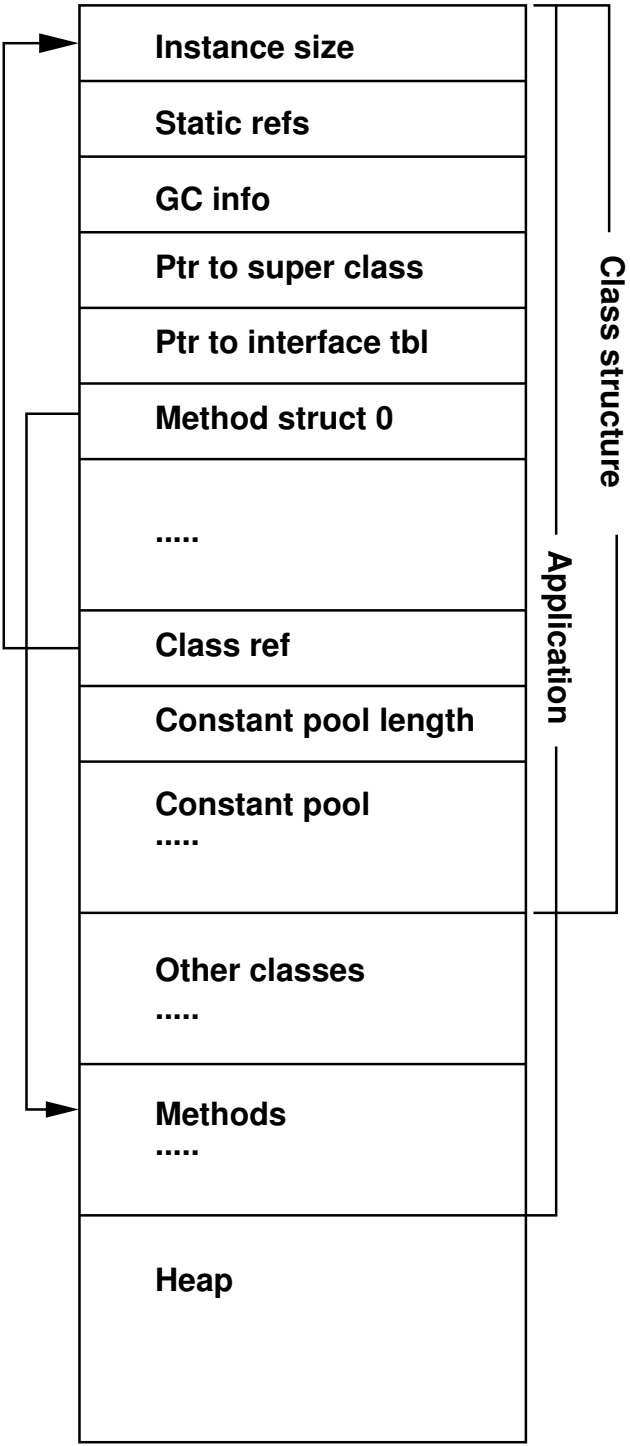 Instance size
Static refs
GC info
Ptr to super class
Ptr to interface tbl
Method struct 0
.....
Class ref
Constant pool length
Constant pool
.....
Other classes
.....
Methods
.....
Heap
Application
Class structure